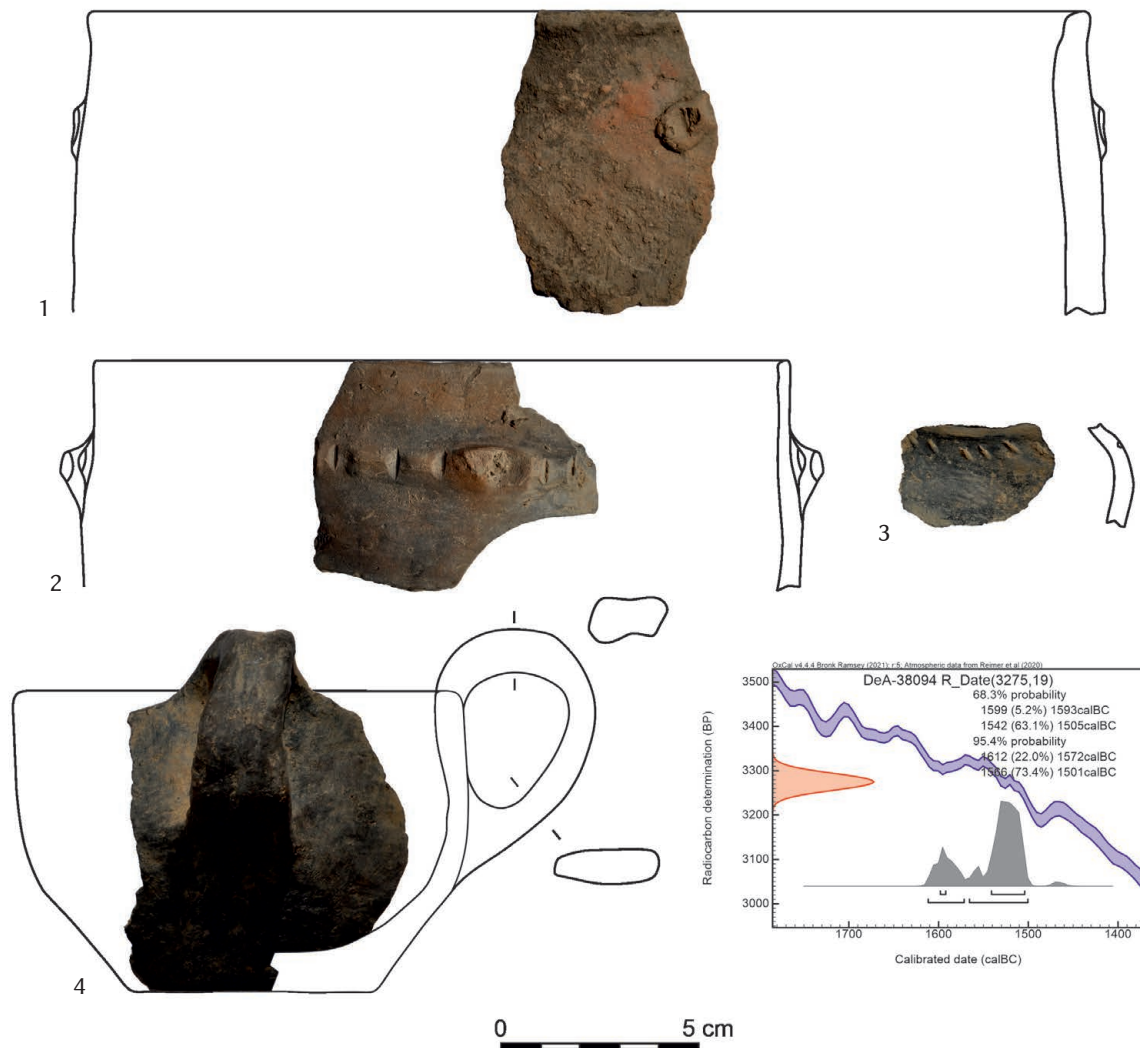 1
2
3
4
OxCal v4.4.4 Bronk Ramsey (2021); r:5; Atmospheric data from Reimer et al (2020)
DeA-38094 R_Date(3275,19)
68.3% probability
1599 (5.2%) 1593calBC
1542 (63.1%) 1505calBC
95.4% probability
1612 (22.0%) 1572calBC
1566 (73.4%) 1501calBC
Radiocarbon determination (BP)
3500
3400
3300
3200
3100
3000
1700
1600
1500
1400
Calibrated date (calBC)
0
5 cm